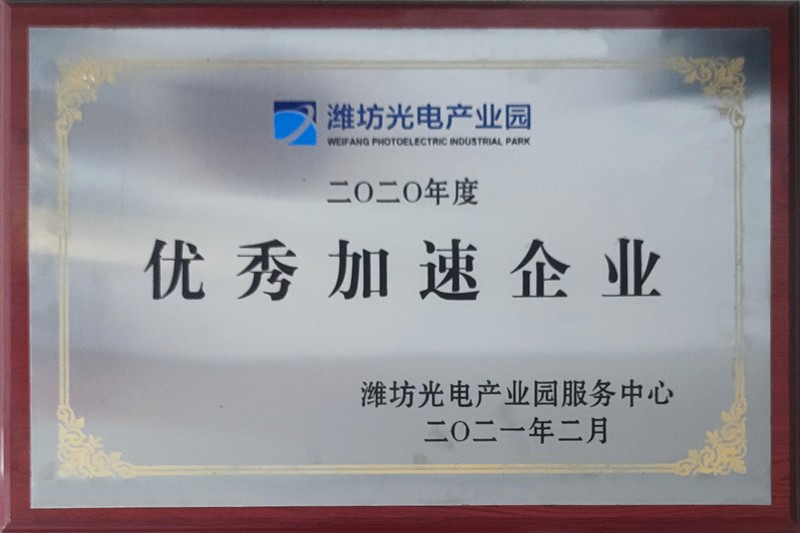 潍坊光电产业园
WEIFANG PHOTOELECTRIC INDUSTRIAL PARK
二〇二〇年度
优秀加速企业
潍坊光电产业园服务中心
二〇二一年二月